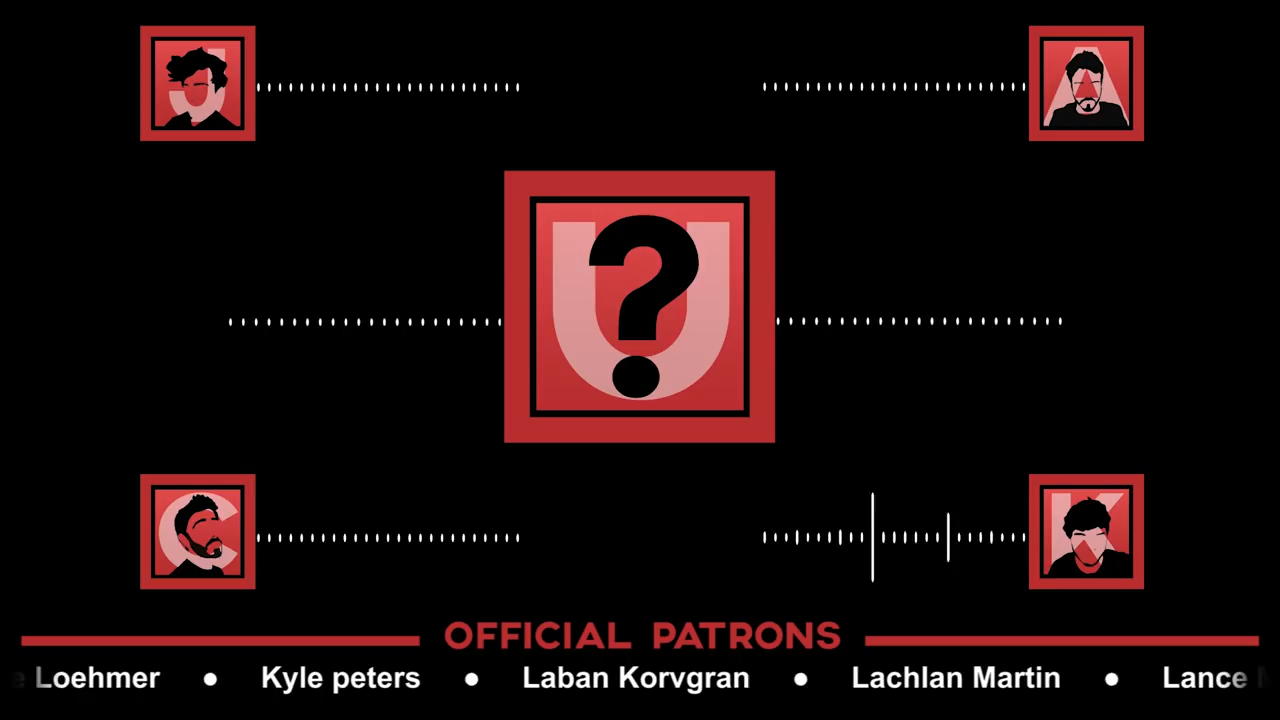 J
A
U?
C
K
OFFICIAL PATRONS
Loehmer • Kyle peters • Laban Korvgran • Lachlan Martin • Lance